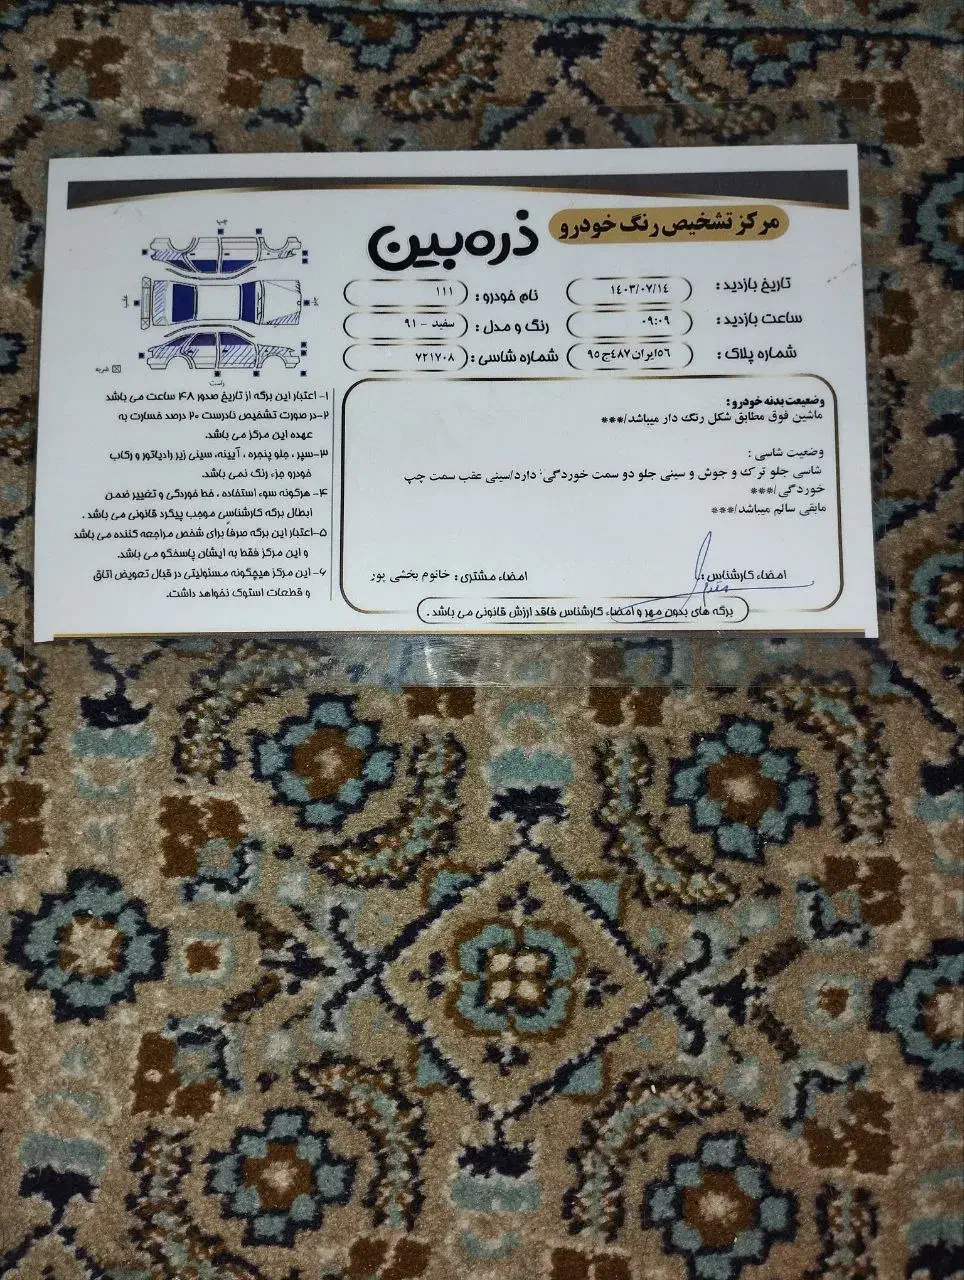 مرکز تشخیص رنگ خودرو
ذره‌بین
تاریخ بازدید: ۱٤۰۳/۰۷/۱٤
نام خودرو: ۱۱۱
ساعت بازدید: ۰۹:۰۹
رنگ و مدل: سفید - ۹۱
شماره پلاک: ۵۶ایران۴۸۷ج۹۵
شماره شاسی: ۷۲۱۷۰۸
وضعیعت بدنه خودرو:
ماشین فوق مطابق شکل رنگ دار میباشد/***
وضعیت شاسی:
شاسی جلو ترک و جوش و سینی جلو دو سمت خوردگی دارد/سینی عقب سمت چپ
خوردگی/***
مابقی سالم میباشد/***
امضاء کارشناس:
امضاء مشتری: خانوم بخشی پور
برگه های بدون مهر و امضاء کارشناس فاقد ارزش قانونی می باشد.
چپ
عقب
جلو
راست
ضربه
۱- اعتبار این برگه از تاریخ صدور ۴۸ ساعت می باشد
۲-در صورت تشخیص نادرست ۲۰ درصد خسارت به
عهده این مرکز می باشد.
۳-سپر، جلو پنجره، آیینه، سینی زیر رادیاتور و رکاب
خودرو جزء رنگ نمی باشد.
۴- هرگونه سوء استفاده، خط خوردگی و تغییر ضمن
ابطال برگه کارشناسی موجب پیگرد قانونی می باشد.
۵-اعتبار این برگه صرفاً برای شخص مراجعه کننده می باشد
و این مرکز فقط به ایشان پاسخگو می باشد.
۶- این مرکز هیچگونه مسئولیتی در قبال تعویض اتاق
و قطعات استوک نخواهد داشت.